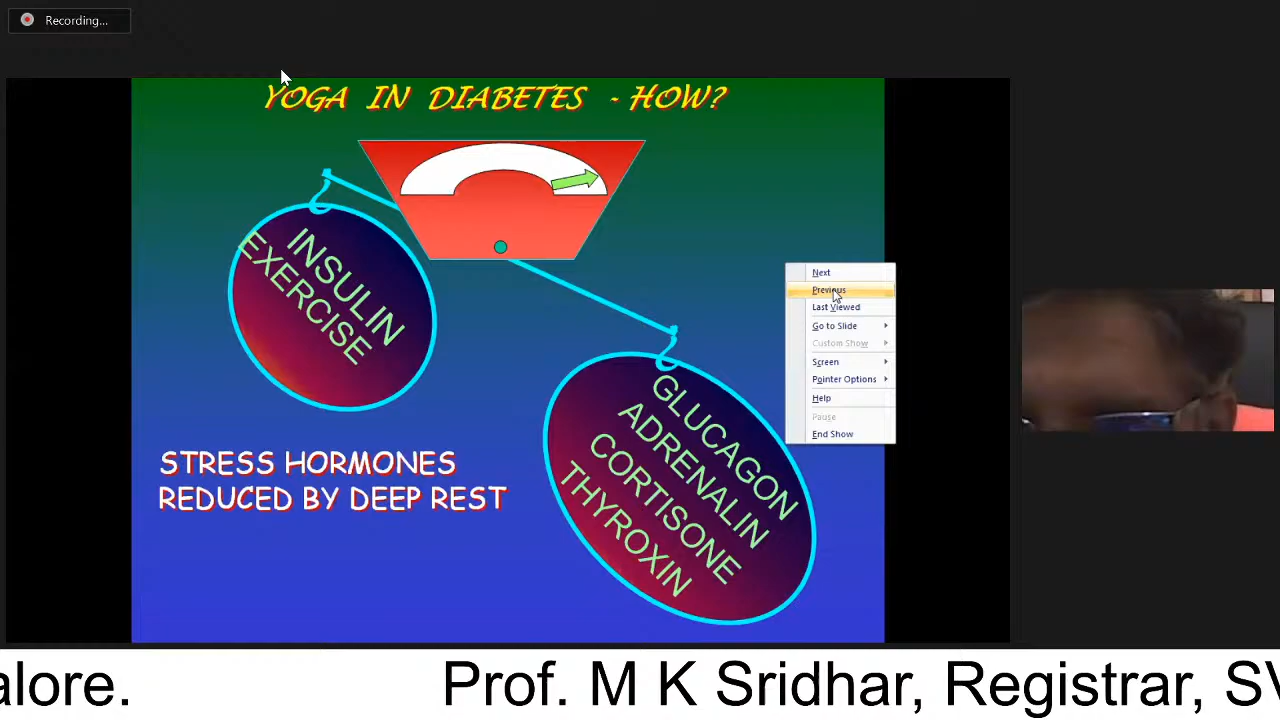 Recording...
YOGA IN DIABETES - HOW?
INSULIN
EXERCISE
Next
Previous
Last Viewed
Go to Slide
Custom Show
Screen
Pointer Options
Help
Pause
End Show
GLUCAGON
ADRENALIN
CORTISONE
THYROXIN
STRESS HORMONES
REDUCED BY DEEP REST
alore. Prof. M K Sridhar, Registrar, SV